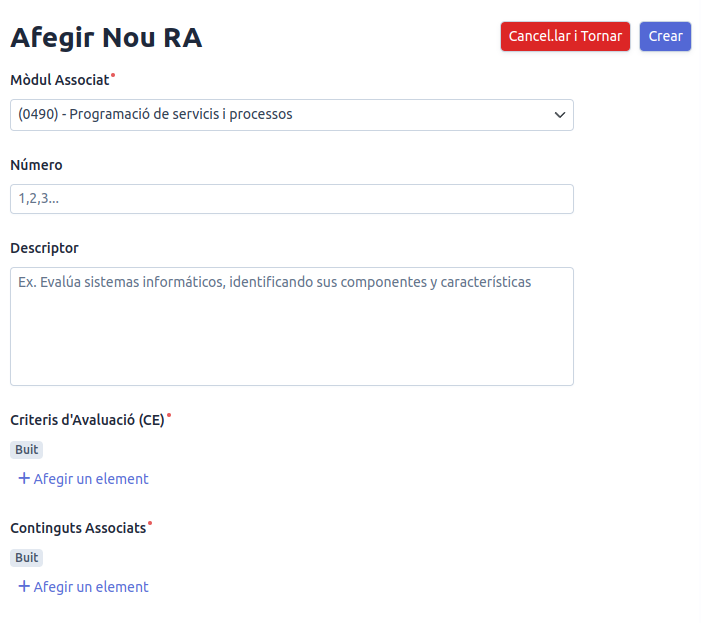 Afegir Nou RA
Cancel.lar i Tornar
Crear
Mòdul Associat*
(0490) - Programació de servicis i processos
Número
1,2,3...
Descriptor
Ex. Evalúa sistemas informáticos, identificando sus componentes y características
Criteris d'Avaluació (CE)*
Buit
+ Afegir un element
Continguts Associats*
Buit
+ Afegir un element